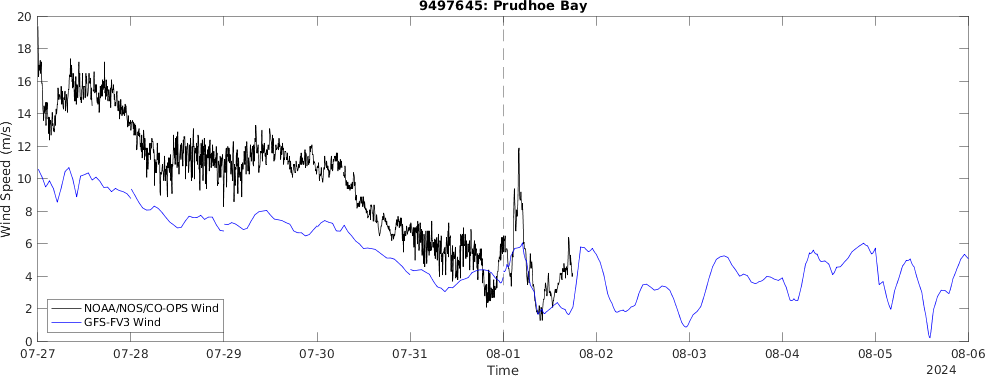 9497645: Prudhoe Bay
20
18
16
14
12
10
8
6
4
2
0
Wind Speed (m/s)
NOAA/NOS/CO-OPS Wind
GFS-FV3 Wind
07-27 07-28 07-29 07-30 07-31 08-01 08-02 08-03 08-04 08-05 08-06
Time
2024